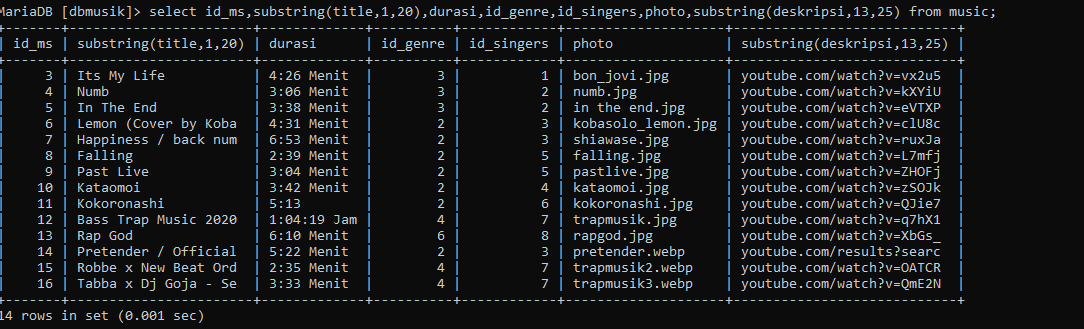 MariaDB [dbmusik]> select id_ms,substring(title,1,20),durasi,id_genre,id_singers,photo,substring(deskripsi,13,25) from music;
| id_ms | substring(title,1,20) | durasi | id_genre | id_singers | photo | substring(deskripsi,13,25) |
| 3 | Its My Life | 4:26 Menit | 3 | 1 | bon_jovi.jpg | youtube.com/watch?v=vx2u5 |
| 4 | Numb | 3:06 Menit | 3 | 2 | numb.jpg | youtube.com/watch?v=kXYiU |
| 5 | In The End | 3:38 Menit | 3 | 2 | in the end.jpg | youtube.com/watch?v=eVTXP |
| 6 | Lemon (Cover by Koba | 4:31 Menit | 2 | 3 | kobasolo_lemon.jpg | youtube.com/watch?v=clU8c |
| 7 | Happiness / back num | 6:53 Menit | 2 | 3 | shiawase.jpg | youtube.com/watch?v=ruxJa |
| 8 | Falling | 2:39 Menit | 2 | 5 | falling.jpg | youtube.com/watch?v=L7mfj |
| 9 | Past Live | 3:04 Menit | 2 | 5 | pastlive.jpg | youtube.com/watch?v=ZHOFj |
| 10 | Kataomoi | 3:42 Menit | 2 | 4 | kataomoi.jpg | youtube.com/watch?v=zSOJk |
| 11 | Kokoronashi | 5:13 | 2 | 6 | kokoronashi.jpg | youtube.com/watch?v=QJie7 |
| 12 | Bass Trap Music 2020 | 1:04:19 Jam | 4 | 7 | trapmusik.jpg | youtube.com/watch?v=q7hX1 |
| 13 | Rap God | 6:10 Menit | 6 | 8 | rapgod.jpg | youtube.com/watch?v=XbGs_ |
| 14 | Pretender / Official | 5:22 Menit | 2 | 3 | pretender.webp | youtube.com/results?searc |
| 15 | Robbe x New Beat Ord | 2:35 Menit | 4 | 7 | trapmusik2.webp | youtube.com/watch?v=OATCR |
| 16 | Tabba x Dj Goja - Se | 3:33 Menit | 4 | 7 | trapmusik3.webp | youtube.com/watch?v=QmE2N |
14 rows in set (0.001 sec)